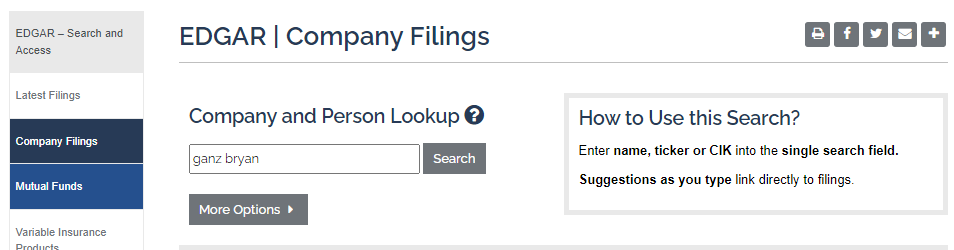 EDGAR – Search and
Access
Latest Filings
Company Filings
Mutual Funds
Variable Insurance
Products
EDGAR | Company Filings
Company and Person Lookup ?
ganz bryan
Search
More Options
How to Use this Search?
Enter name, ticker or CIK into the single search field.
Suggestions as you type link directly to filings.